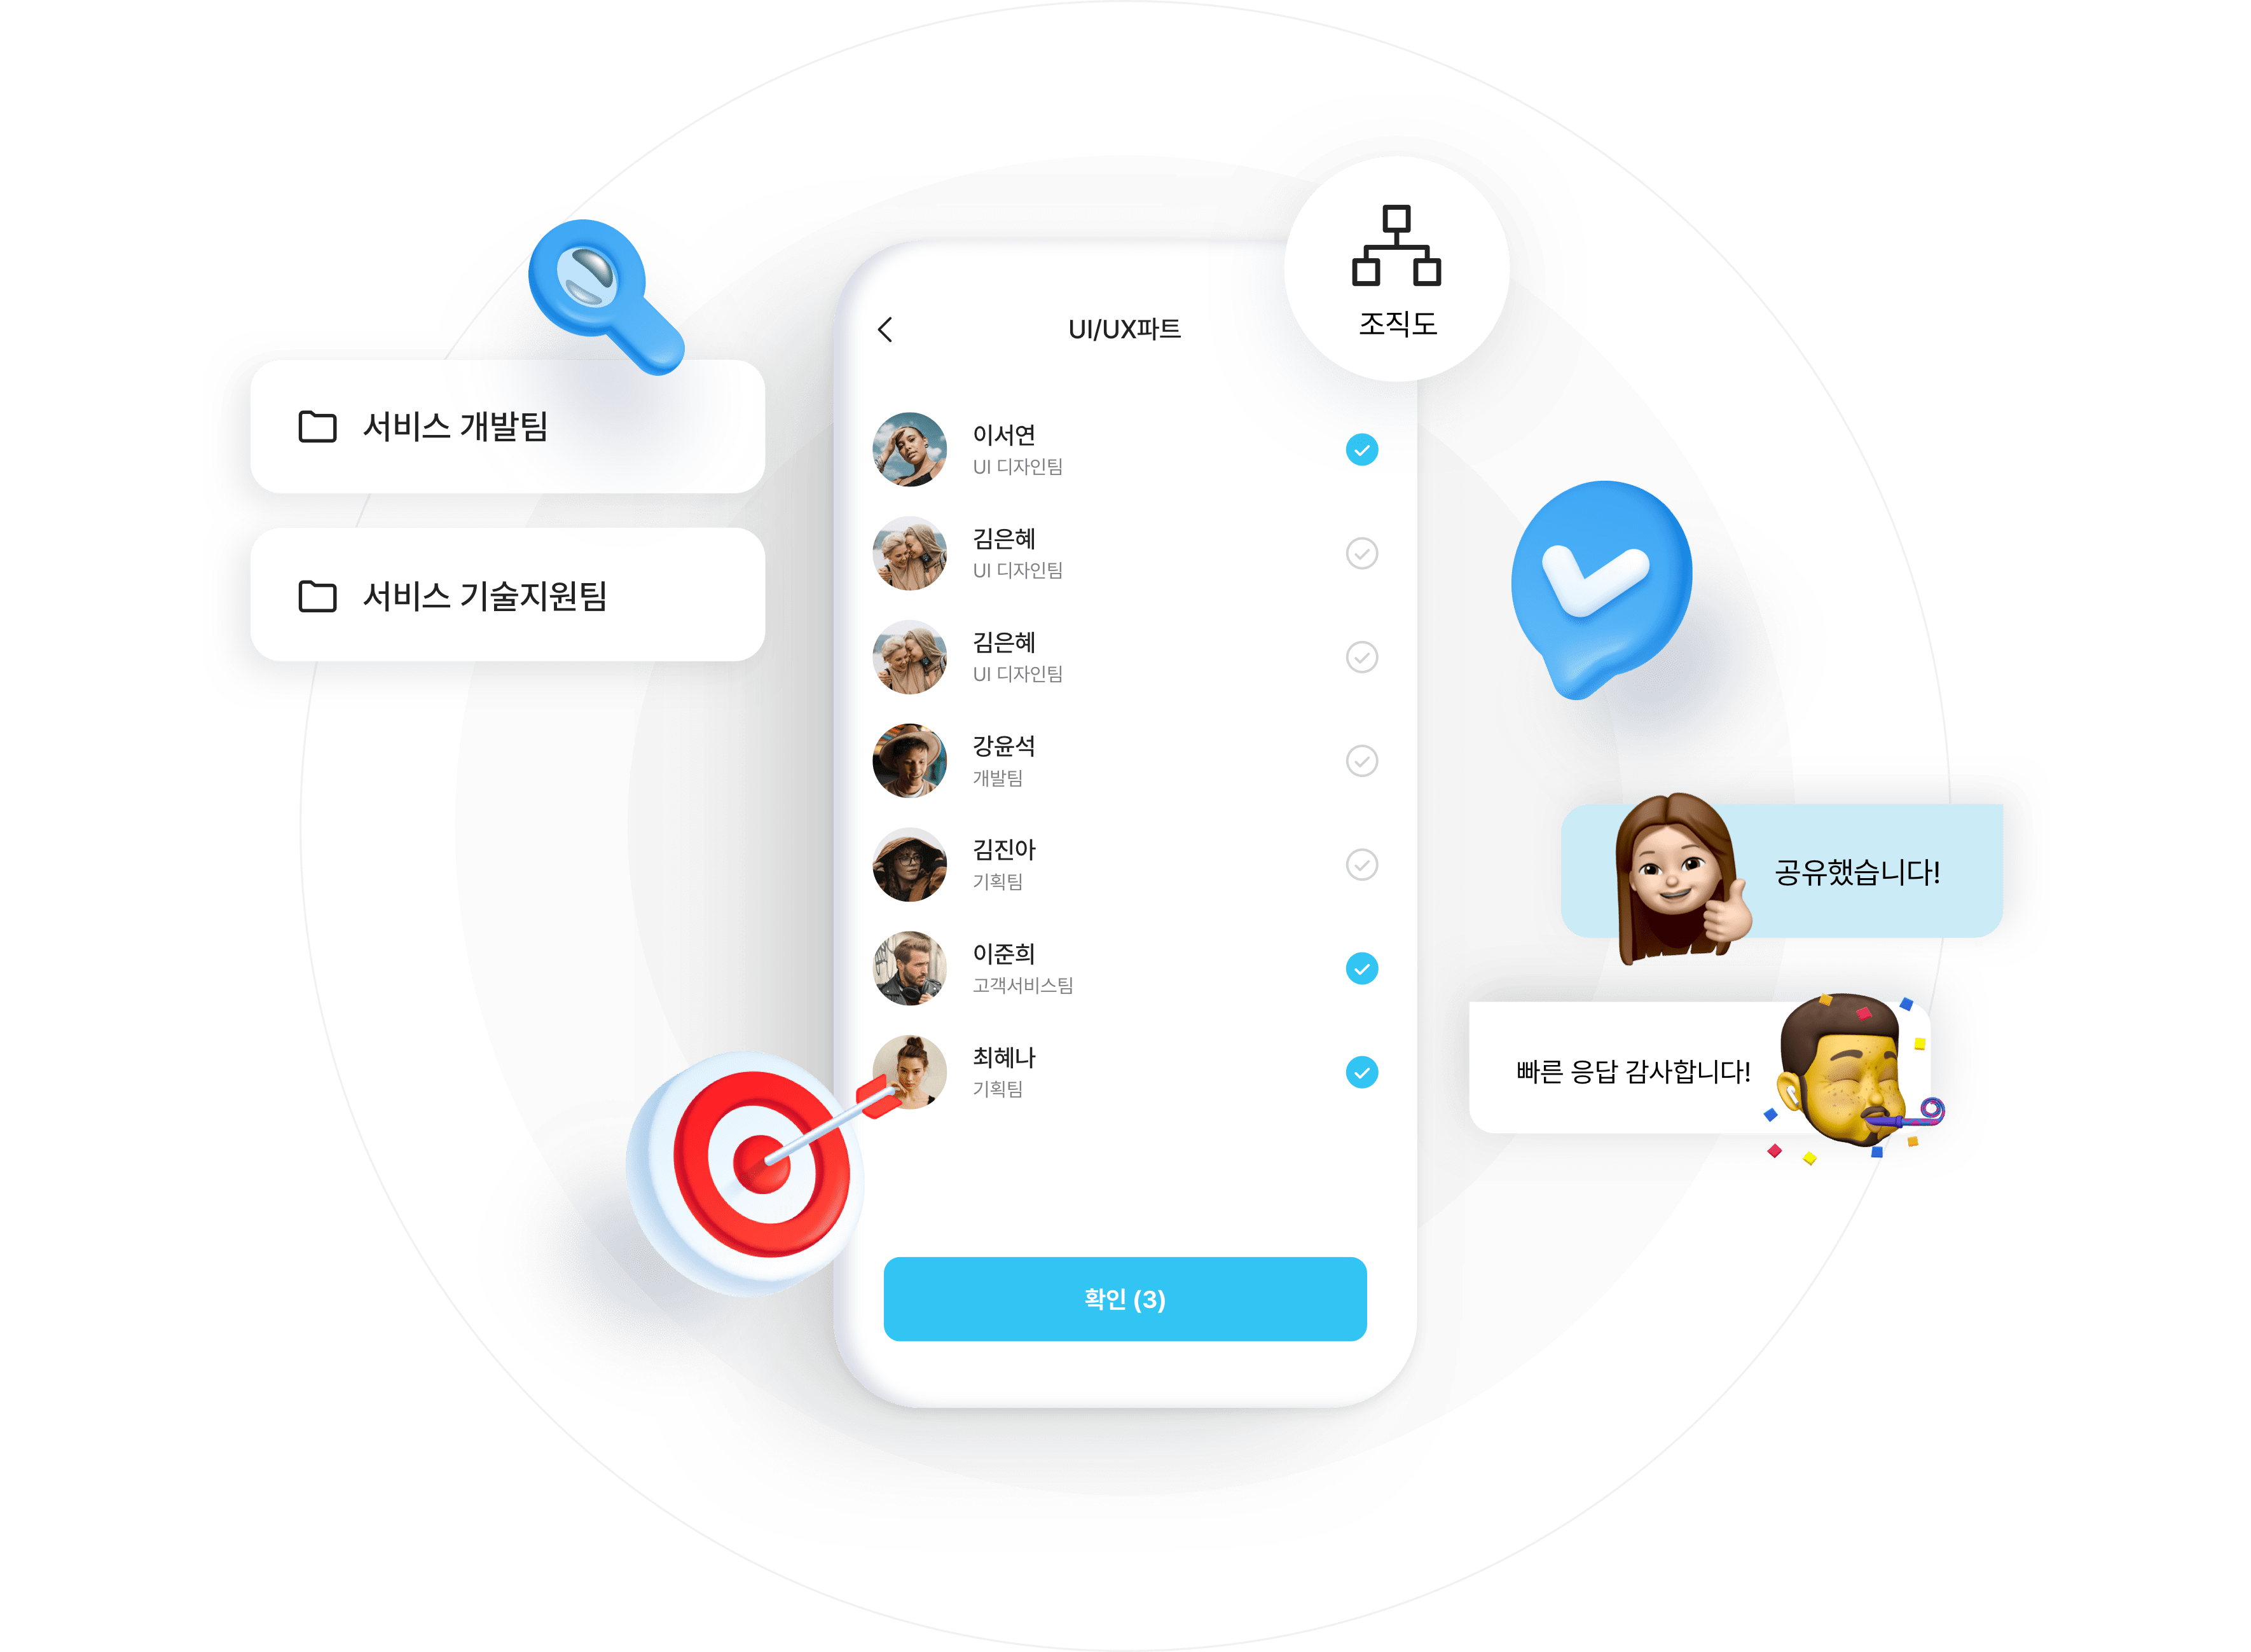 조직도
UI/UX파트
서비스 개발팀
서비스 기술지원팀
이서연
UI 디자인팀
김은혜
UI 디자인팀
김은혜
UI 디자인팀
강윤석
개발팀
김진아
기획팀
이준희
고객서비스팀
최혜나
기획팀
확인 (3)
공유했습니다!
빠른 응답 감사합니다!